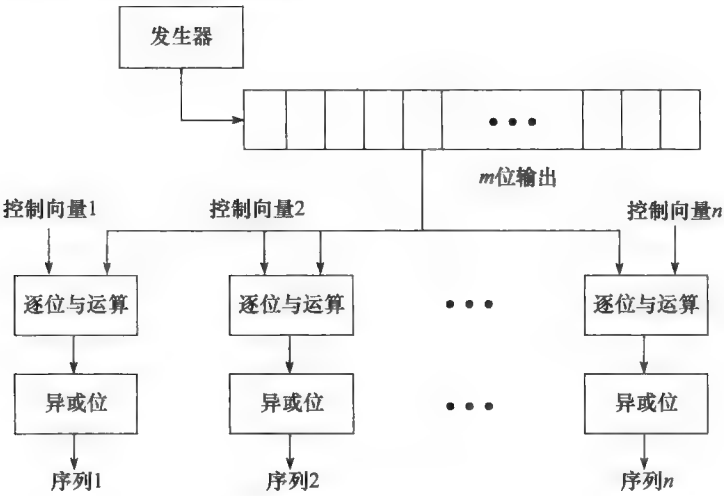 发生器
m位输出
控制向量1 控制向量2 控制向量n
逐位与运算 逐位与运算 逐位与运算
异或位 异或位 异或位
序列1 序列2 序列n